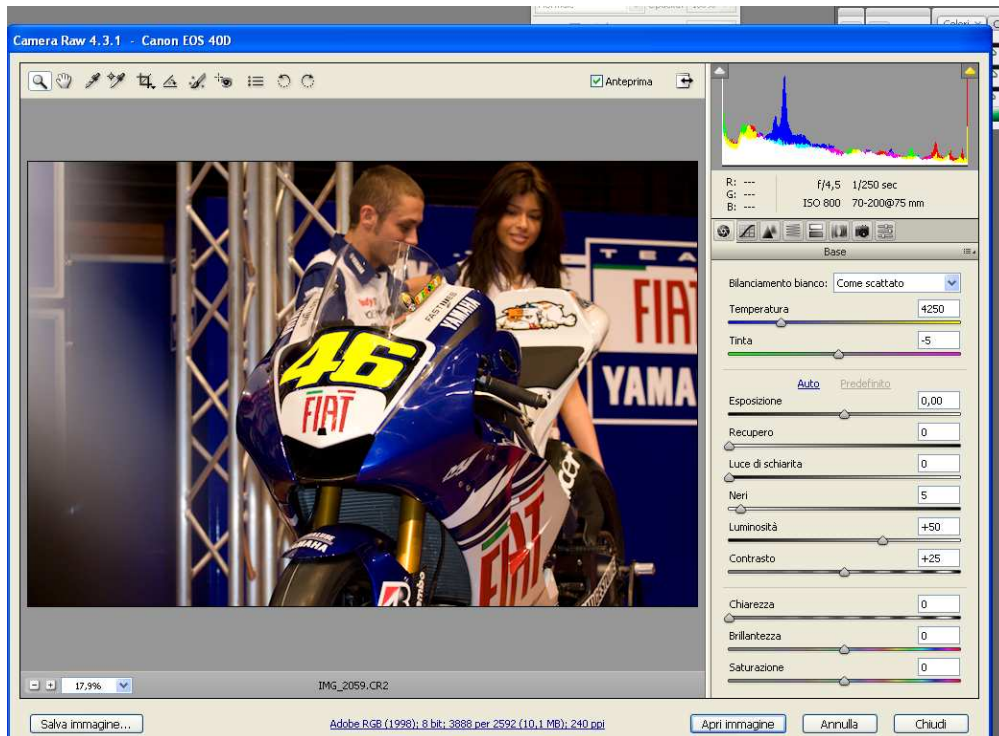 Colori ×
Camera Raw 4.3.1 - Canon EOS 40D
Anteprima
R: ---
G: ---
B: ---
f/4,5 1/250 sec
ISO 800 70-200@75 mm
Base
Bilanciamento bianco: Come scattato
Temperatura 4250
Tinta -5
Auto Predefinito
Esposizione 0,00
Recupero 0
Luce di schiarita 0
Neri 5
Luminosità +50
Contrasto +25
Chiarezza 0
Brillantezza 0
Saturazione 0
TEA
FIAT
YAMA
FASTWEB
YAMAHA
46
FIAT
FIAT
YAMAHA
17,9%
IMG_2059.CR2
Salva immagine...
Adobe RGB (1998); 8 bit; 3888 per 2592 (10,1 MB); 240 ppi
Apri immagine
Annulla
Chiudi